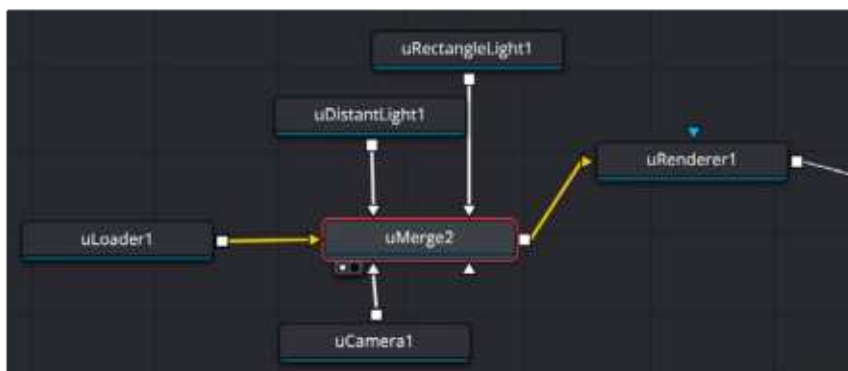 uRectangleLight1
uDistantLight1
uRenderer1
uLoader1
uMerge2
uCamera1